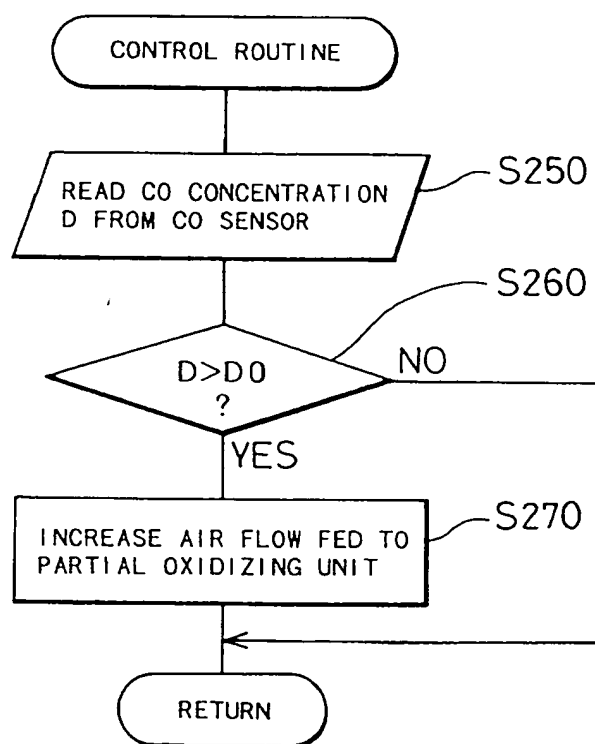 CONTROL ROUTINE
READ CO CONCENTRATION
D FROM CO SENSOR
S250
S260
D>D0
?
NO
YES
INCREASE AIR FLOW FED TO
PARTIAL OXIDIZING UNIT
S270
RETURN